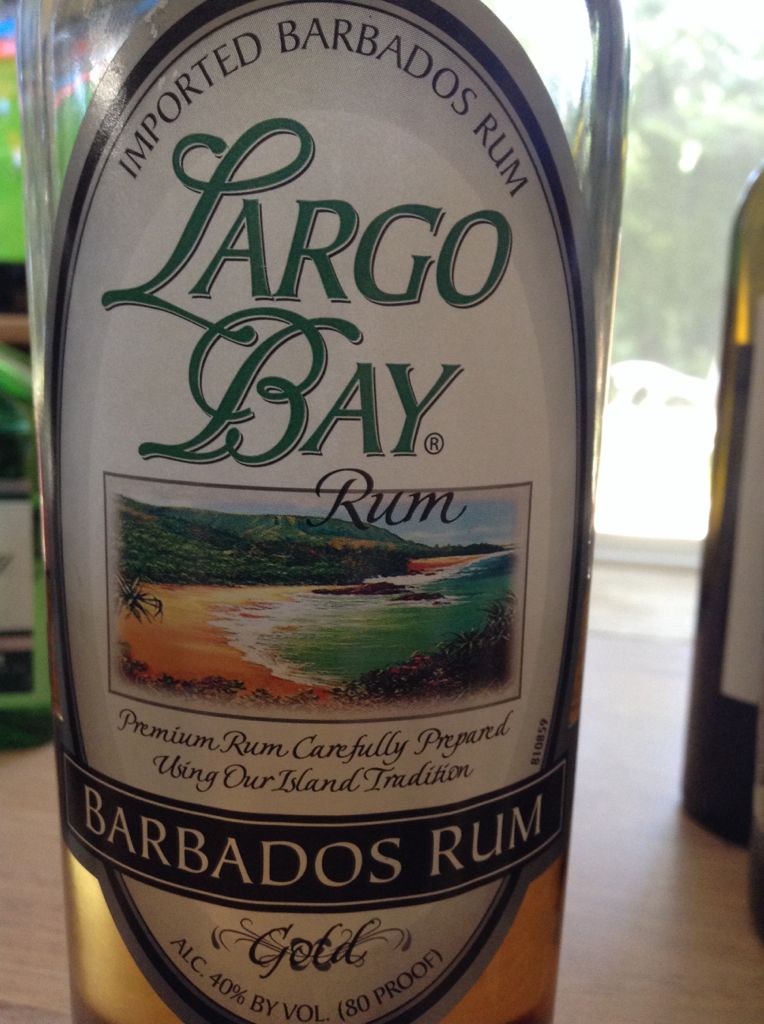 IMPORTED BARBADOS RUM
LARGO
BAY®
Rum
Premium Rum Carefully Prepared
Using Our Island Tradition
810859
BARBADOS RUM
Gold
ALC. 40% BY VOL. (80 PROOF)